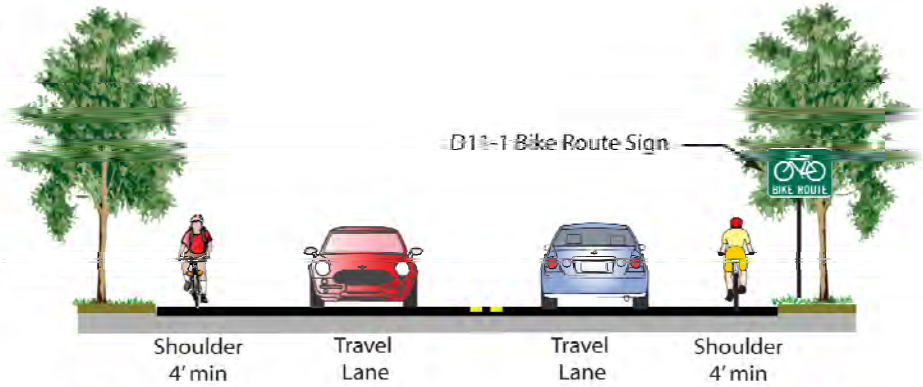 D11-1 Bike Route Sign
BIKE ROUTE
Shoulder
4' min
Travel
Lane
Travel
Lane
Shoulder
4' min